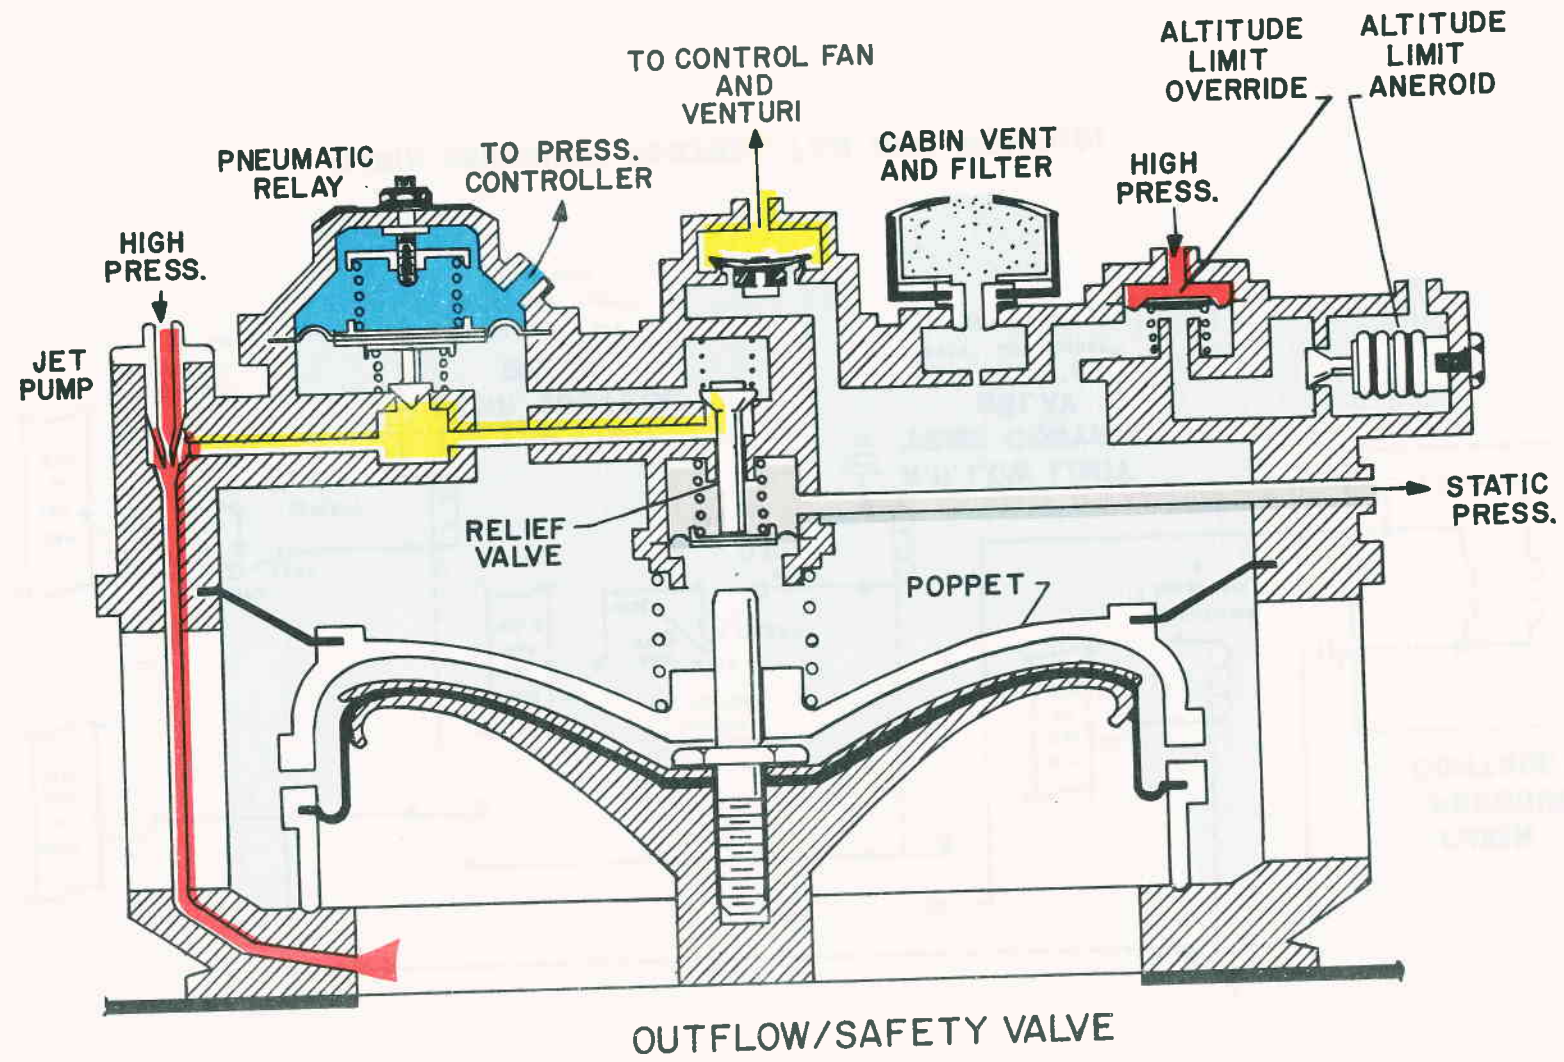 ALTITUDE
LIMIT
OVERRIDE
ALTITUDE
LIMIT
ANEROID
TO CONTROL FAN
AND
VENTURI
CABIN VENT
AND FILTER
HIGH
PRESS.
PNEUMATIC
RELAY
TO PRESS.
CONTROLLER
HIGH
PRESS.
JET
PUMP
RELIEF
VALVE
STATIC
PRESS.
POPPET
OUTFLOW/SAFETY VALVE